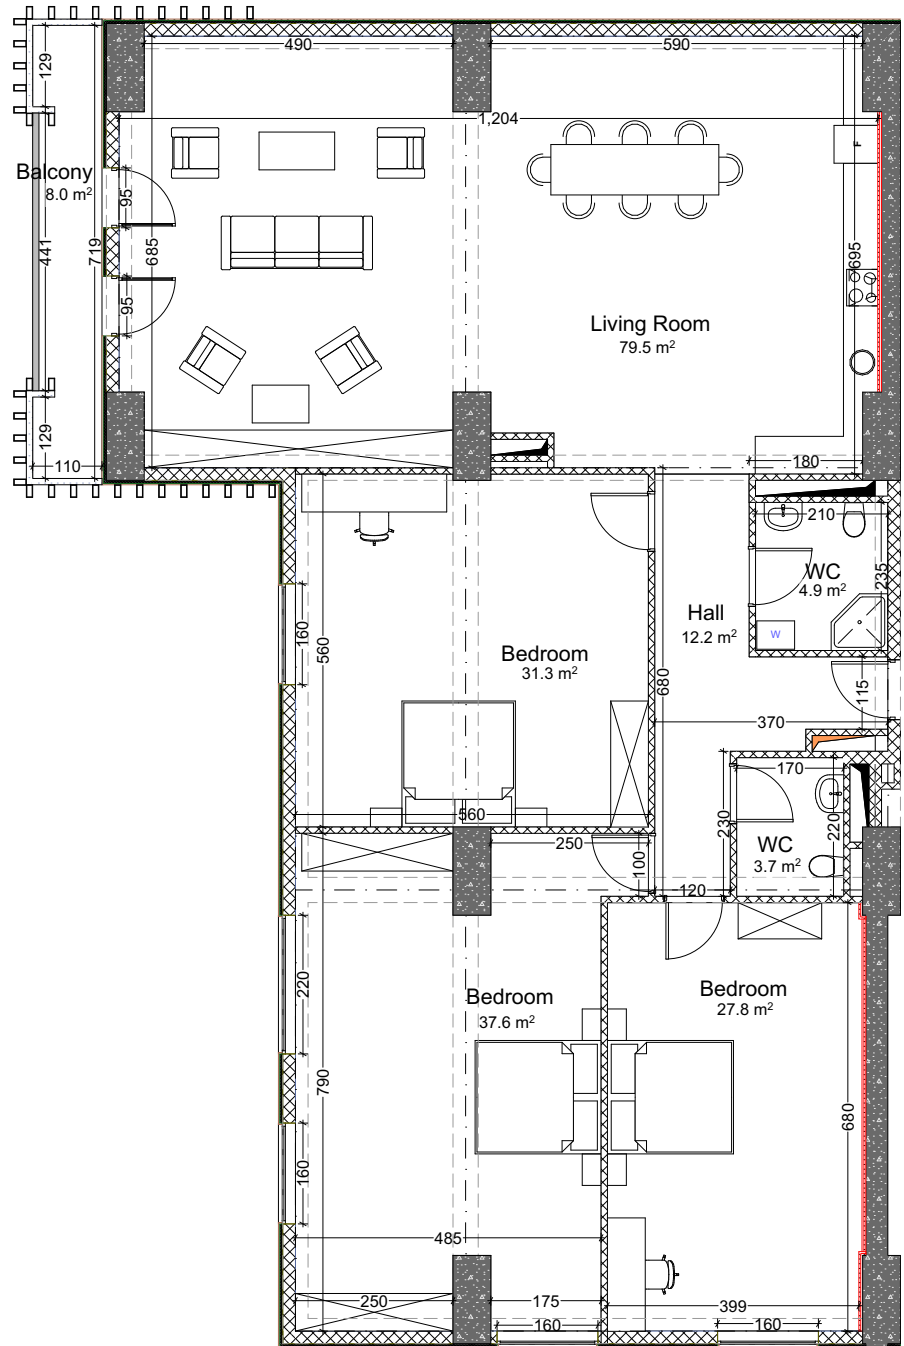 490
590
129
1,204
F
Balcony
8.0 m²
95
441
719
685
695
95
Living Room
79.5 m²
129
110
180
210
WC
4.9 m²
235
160
560
Hall
12.2 m²
W
Bedroom
31.3 m²
680
115
370
170
560
250
230
220
WC
3.7 m²
100
120
220
Bedroom
37.6 m²
Bedroom
27.8 m²
790
680
160
485
250
175
399
160
160